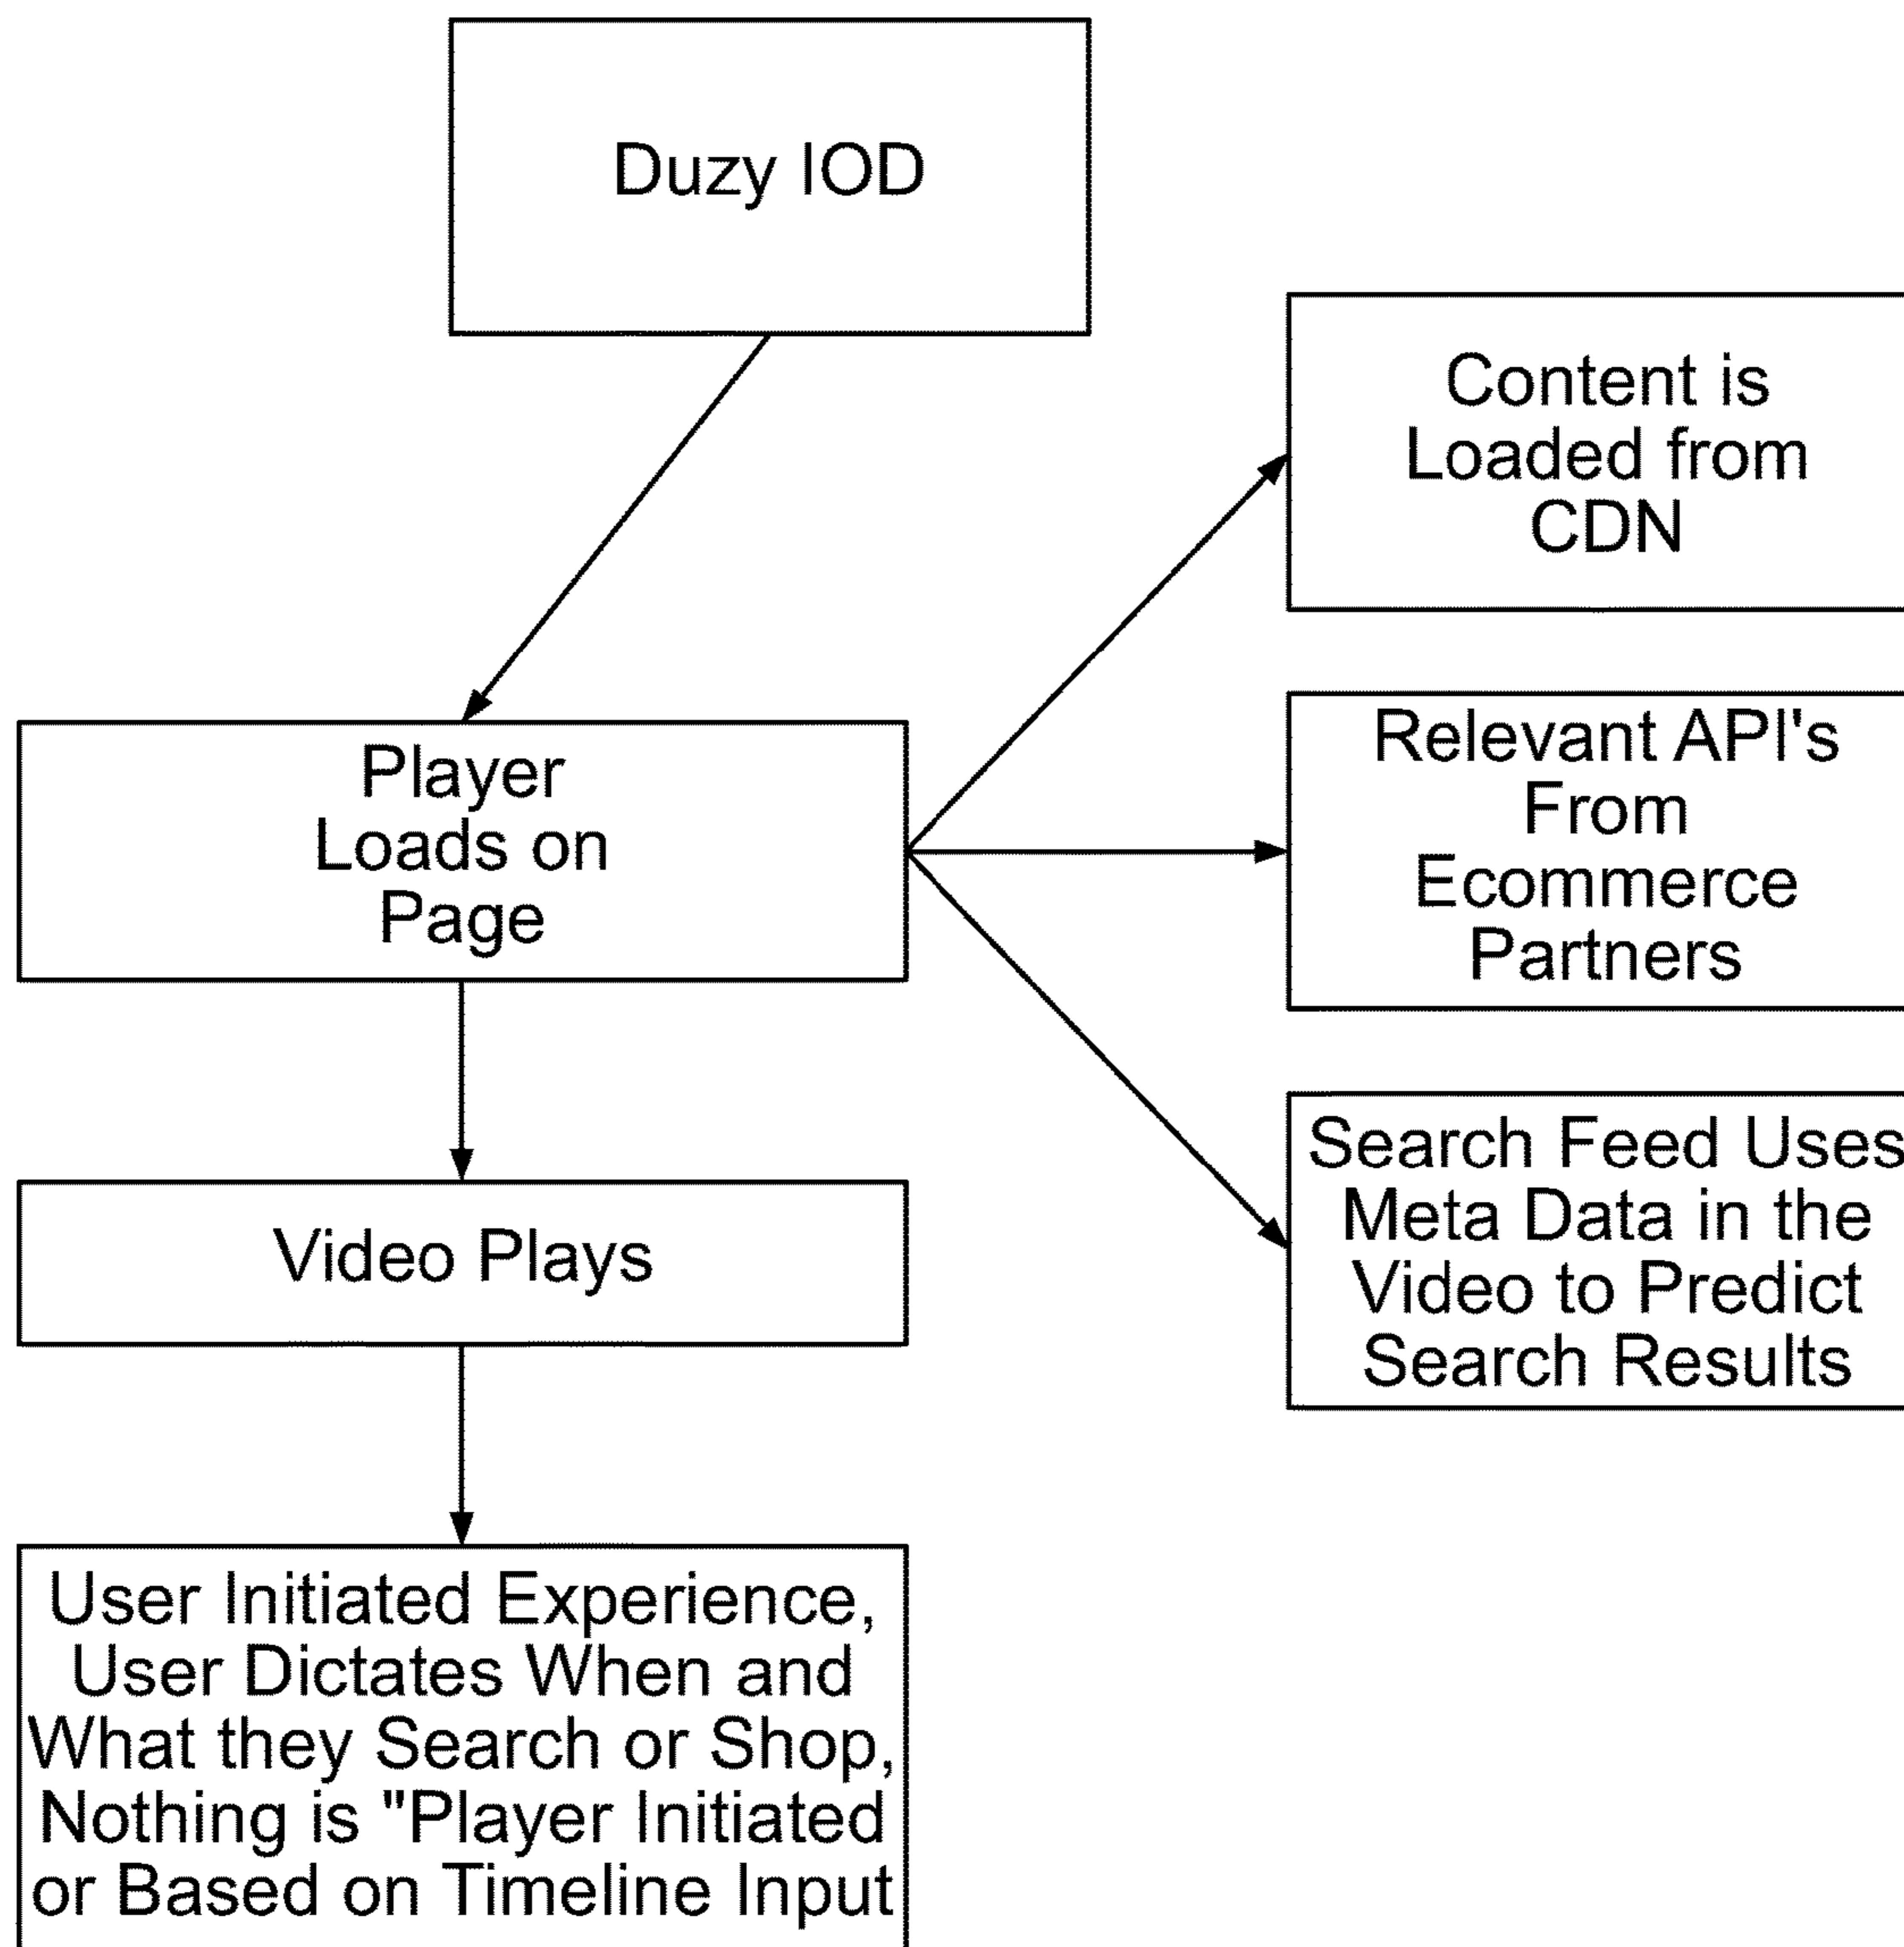 Duzy IOD
Content is
Loaded from
CDN
Player
Loads on
Page
Relevant API's
From
Ecommerce
Partners
Search Feed Uses
Meta Data in the
Video to Predict
Search Results
Video Plays
User Initiated Experience,
User Dictates When and
What they Search or Shop,
Nothing is "Player Initiated
or Based on Timeline Input